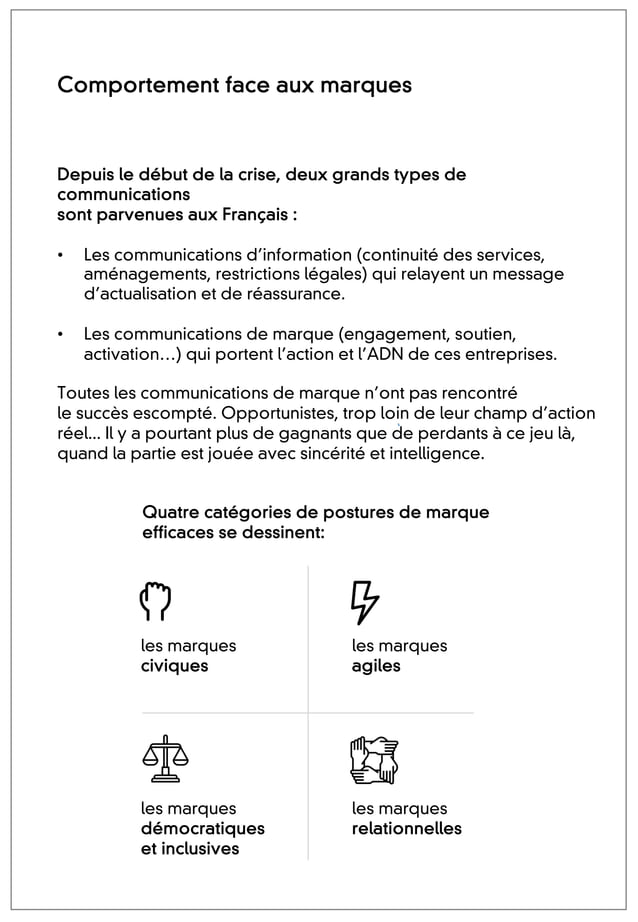 Comportement face aux marques
Depuis le début de la crise, deux grands types de
communications
sont parvenues aux Français :
• Les communications d’information (continuité des services,
aménagements, restrictions légales) qui relayent un message
d’actualisation et de réassurance.
• Les communications de marque (engagement, soutien,
activation…) qui portent l’action et l’ADN de ces entreprises.
Toutes les communications de marque n’ont pas rencontré
le succès escompté. Opportunistes, trop loin de leur champ d’action
réel... Il y a pourtant plus de gagnants que de perdants à ce jeu là,
quand la partie est jouée avec sincérité et intelligence.
Quatre catégories de postures de marque
efficaces se dessinent:
les marques
civiques
les marques
agiles
les marques
démocratiques
et inclusives
les marques
relationnelles